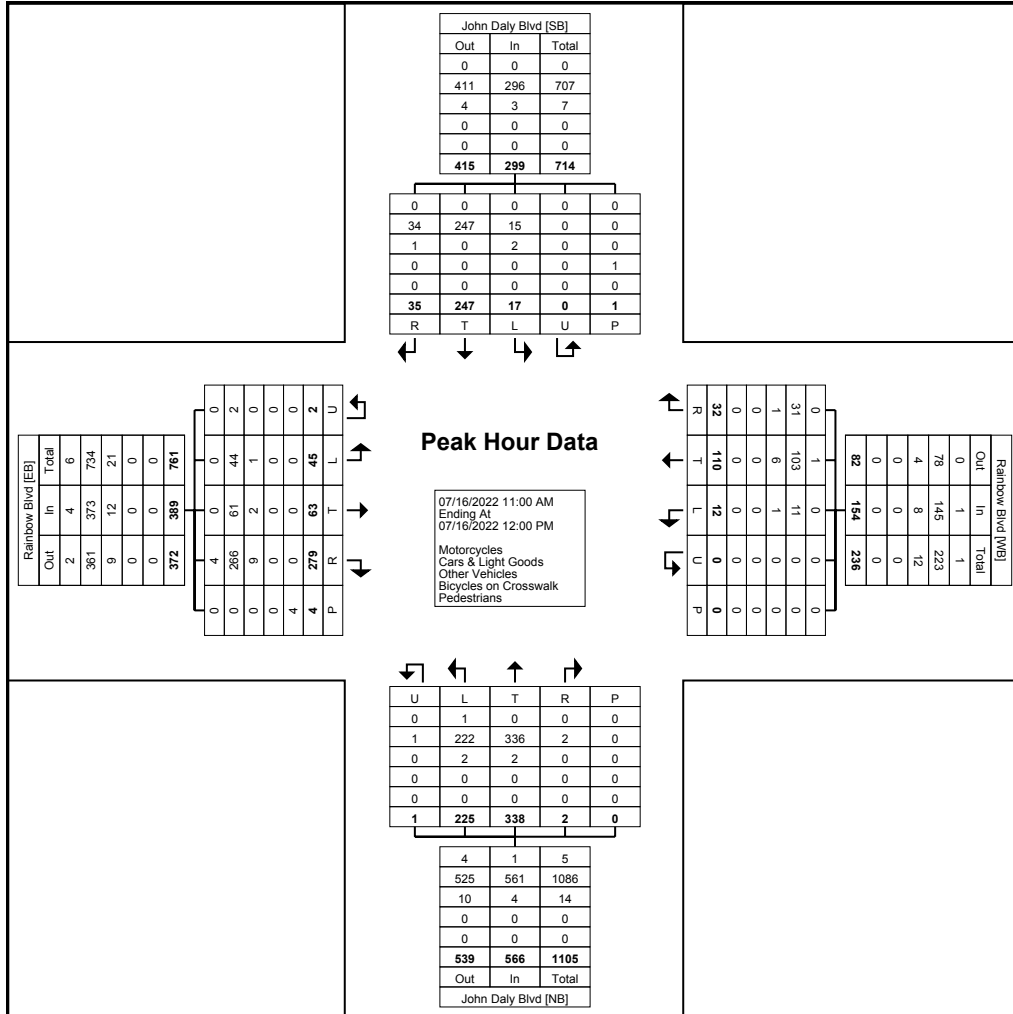 John Daly Blvd [SB]
Out In Total
0 0 0
411 296 707
4 3 7
0 0 0
0 0 0
415 299 714
0 0 0 0 0
34 247 15 0 0
1 0 2 0 0
0 0 0 0 1
0 0 0 0 0
35 247 17 0 1
R T L U P
Rainbow Blvd [EB]
Total 6 734 21 0 0 761
In 4 373 12 0 0 389
Out 2 361 9 0 0 372
0 2 0 0 0 2 U
0 44 1 0 0 45 L
0 61 2 0 0 63 T
4 266 9 0 0 279 R
0 0 0 0 4 4 P
Peak Hour Data
07/16/2022 11:00 AM
Ending At
07/16/2022 12:00 PM
Motorcycles
Cars & Light Goods
Other Vehicles
Bicycles on Crosswalk
Pedestrians
R 32 0 0 1 31 0
T 110 0 0 6 103 1
L 12 0 0 1 11 0
U 0 0 0 0 0 0
P 0 0 0 0 0 0
Rainbow Blvd [WB]
Out 0 78 4 0 0 82
In 1 145 8 0 0 154
Total 1 223 12 0 0 236
U L T R P
0 1 0 0 0
1 222 336 2 0
0 2 2 0 0
0 0 0 0 0
0 0 0 0 0
1 225 338 2 0
4 1 5
525 561 1086
10 4 14
0 0 0
0 0 0
539 566 1105
Out In Total
John Daly Blvd [NB]